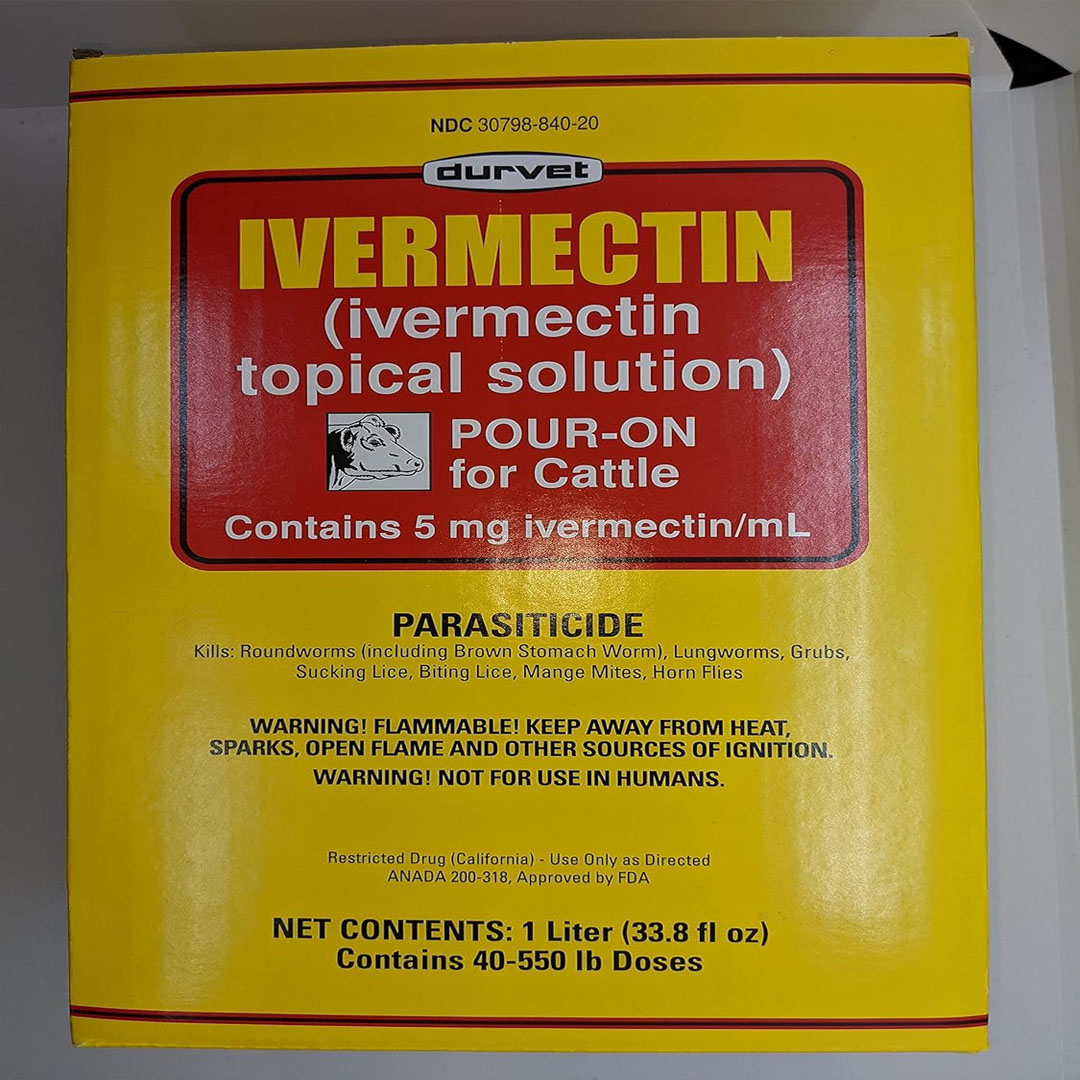 NDC 30798-840-20
durvet
IVERMECTIN
(ivermectin
topical solution)
POUR-ON
for Cattle
Contains 5 mg ivermectin/mL
PARASITICIDE
Kills: Roundworms (including Brown Stomach Worm), Lungworms, Grubs,
Sucking Lice, Biting Lice, Mange Mites, Horn Flies
WARNING! FLAMMABLE! KEEP AWAY FROM HEAT,
SPARKS, OPEN FLAME AND OTHER SOURCES OF IGNITION.
WARNING! NOT FOR USE IN HUMANS.
Restricted Drug (California) - Use Only as Directed
ANADA 200-318, Approved by FDA
NET CONTENTS: 1 Liter (33.8 fl oz)
Contains 40-550 lb Doses